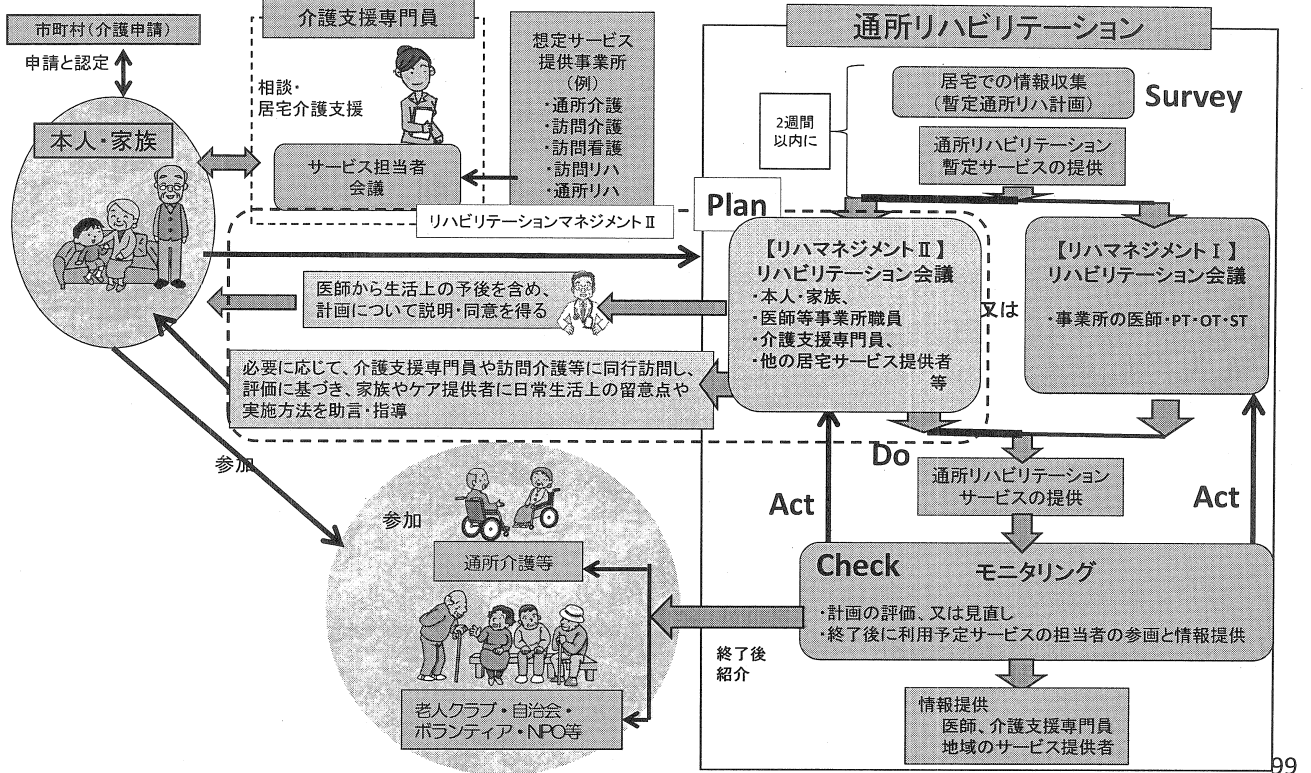 市町村(介護申請)
申請と認定
本人・家族
介護支援専門員
相談・
居宅介護支援
サービス担当者
会議
想定サービス
提供事業所
(例)
・通所介護
・訪問介護
・訪問看護
・訪問リハ
・通所リハ
リハビリテーションマネジメントⅡ
医師から生活上の予後を含め、
計画について説明・同意を得る
必要に応じて、介護支援専門員や訪問介護等に同行訪問し、
評価に基づき、家族やケア提供者に日常生活上の留意点や
実施方法を助言・指導
参加
参加
通所介護等
老人クラブ・自治会・
ボランティア・NPO等
通所リハビリテーション
2週間
以内に
居宅での情報収集
(暫定通所リハ計画)
Survey
通所リハビリテーション
暫定サービスの提供
Plan
【リハマネジメントⅡ】
リハビリテーション会議
・本人・家族、
・医師等事業所職員
・介護支援専門員、
・他の居宅サービス提供者
等
又は
【リハマネジメントⅠ】
リハビリテーション会議
・事業所の医師・PT・OT・ST
Do
通所リハビリテーション
サービスの提供
Act
Act
Check
モニタリング
・計画の評価、又は見直し
・終了後に利用予定サービスの担当者の参画と情報提供
終了後
紹介
情報提供
医師、介護支援専門員
地域のサービス提供者
99